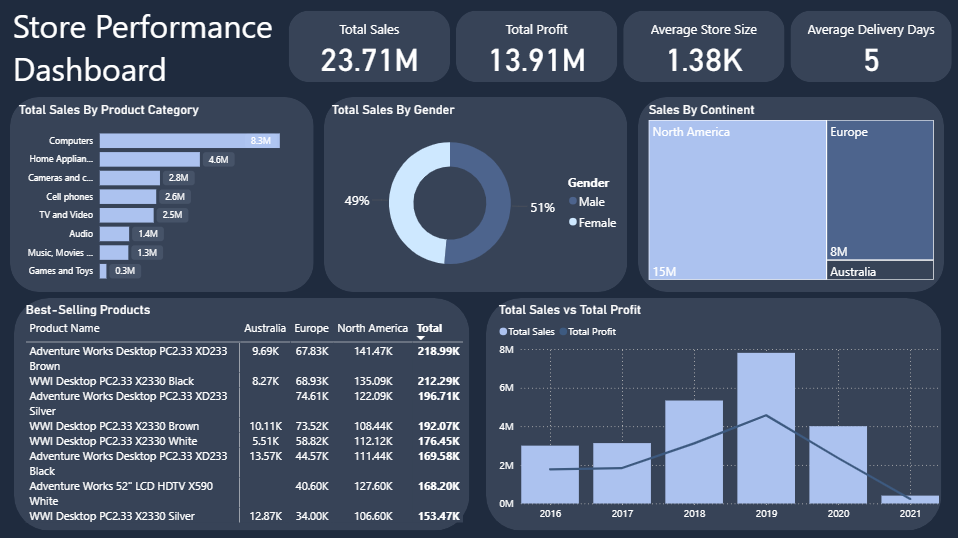 Store Performance
Dashboard
Total Sales
23.71M
Total Profit
13.91M
Average Store Size
1.38K
Average Delivery Days
5
Total Sales By Product Category
Computers 8.3M
Home Applian... 4.6M
Cameras and c... 2.8M
Cell phones 2.6M
TV and Video 2.5M
Audio 1.4M
Music, Movies ... 1.3M
Games and Toys 0.3M
Total Sales By Gender
49%
51%
Gender
Male
Female
Sales By Continent
North America
15M
Europe
8M
Australia
Best-Selling Products
Product Name Australia Europe North America Total
Adventure Works Desktop PC2.33 XD233 9.69K 67.83K 141.47K 218.99K
Brown
WWI Desktop PC2.33 X2330 Black 8.27K 68.93K 135.09K 212.29K
Adventure Works Desktop PC2.33 XD233 74.61K 122.09K 196.71K
Silver
WWI Desktop PC2.33 X2330 Brown 10.11K 73.52K 108.44K 192.07K
WWI Desktop PC2.33 X2330 White 5.51K 58.82K 112.12K 176.45K
Adventure Works Desktop PC2.33 XD233 13.57K 44.57K 111.44K 169.58K
Black
Adventure Works 52" LCD HDTV X590 40.60K 127.60K 168.20K
White
WWI Desktop PC2.33 X2330 Silver 12.87K 34.00K 106.60K 153.47K
Total Sales vs Total Profit
Total Sales Total Profit
8M
6M
4M
2M
0M
2016 2017 2018 2019 2020 2021